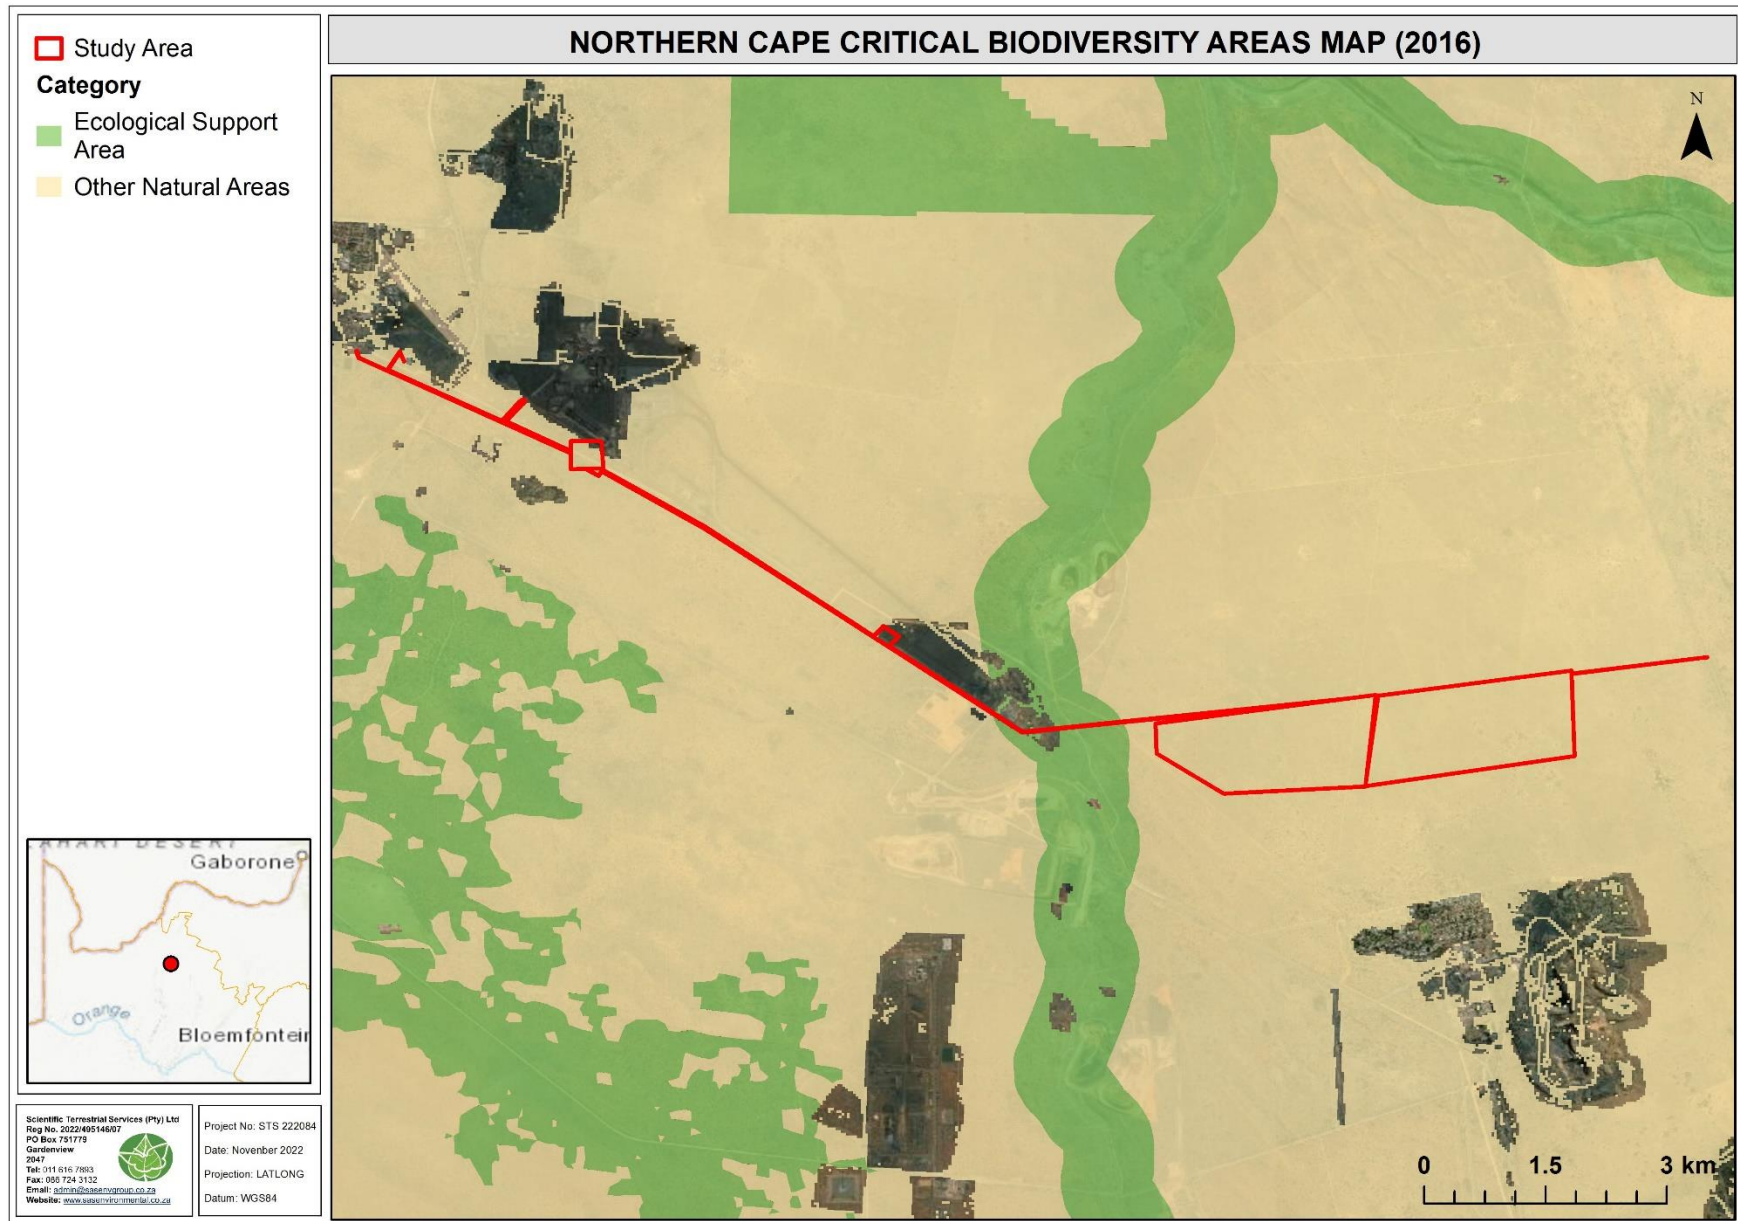 NORTHERN CAPE CRITICAL BIODIVERSITY AREAS MAP (2016)
Study Area
Category
Ecological Support
Area
Other Natural Areas
N
Gaborone
Orange
Bloemfontein
Scientific Terrestrial Services (Pty) Ltd
Reg No. 2022/495146/07
PO Box 751779
Gardenview
2047
Tel: 011 616 7893
Fax: 086 724 3132
Email: admin@sasenvgroup.co.za
Website: www.sasenvironmental.co.za
Project No: STS 222084
Date: November 2022
Projection: LATLONG
Datum: WGS84
0 1.5 3 km